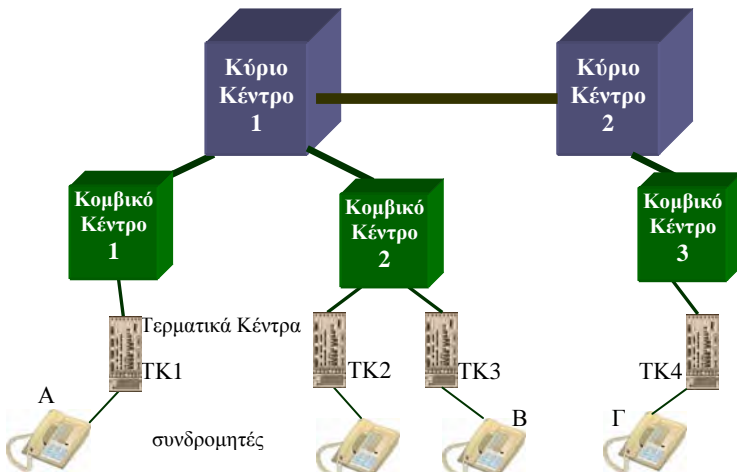 Κύριο
Κέντρο
1
Κύριο
Κέντρο
2
Κομβικό
Κέντρο
1
Κομβικό
Κέντρο
2
Κομβικό
Κέντρο
3
Τερματικά Κέντρα
ΤΚ1
ΤΚ2
ΤΚ3
ΤΚ4
Α
Β
Γ
συνδρομητές